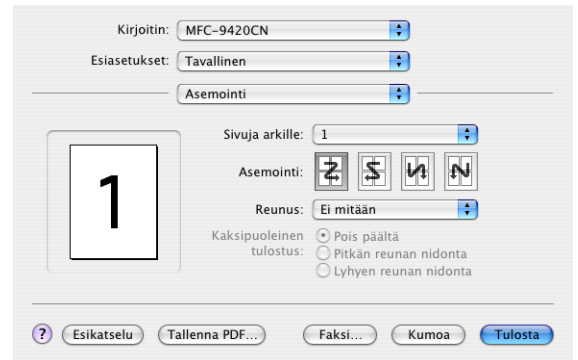 Kirjoitin: MFC-9420CN
Esiasetukset: Tavallinen
Asemointi
Sivuja arkille: 1
Asemointi:
Reunus: Ei mitään
Kaksipuoleinen tulostus: Pois päältä
Pitkän reunan nidonta
Lyhyen reunan nidonta
1
? Esikatselu Tallenna PDF... Faksi... Kumoa Tulosta